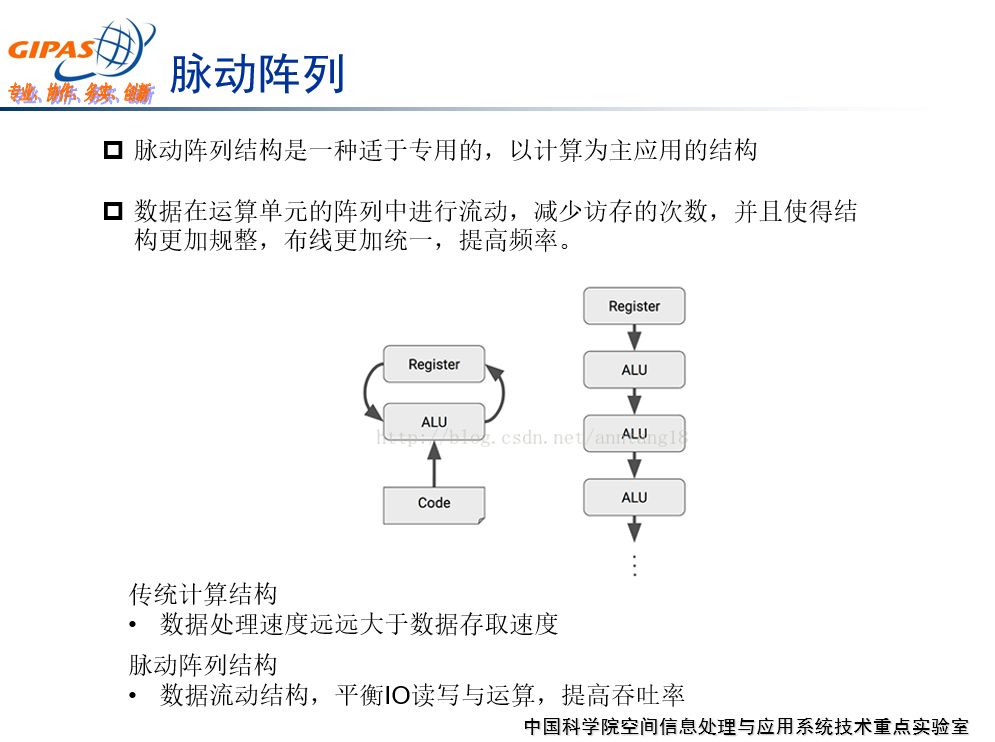 GIPAS
专业、协作、务实、创新
脉动阵列
脉动阵列结构是一种适于专用的，以计算为主应用的结构
数据在运算单元的阵列中进行流动，减少访存的次数，并且使得结
构更加规整，布线更加统一，提高频率。
Register
ALU
Code
Register
ALU
ALU
ALU
http://blog.csdn.net/anntang18
传统计算结构
• 数据处理速度远远大于数据存取速度
脉动阵列结构
• 数据流动结构，平衡IO读写与运算，提高吞吐率
中国科学院空间信息处理与应用系统技术重点实验室